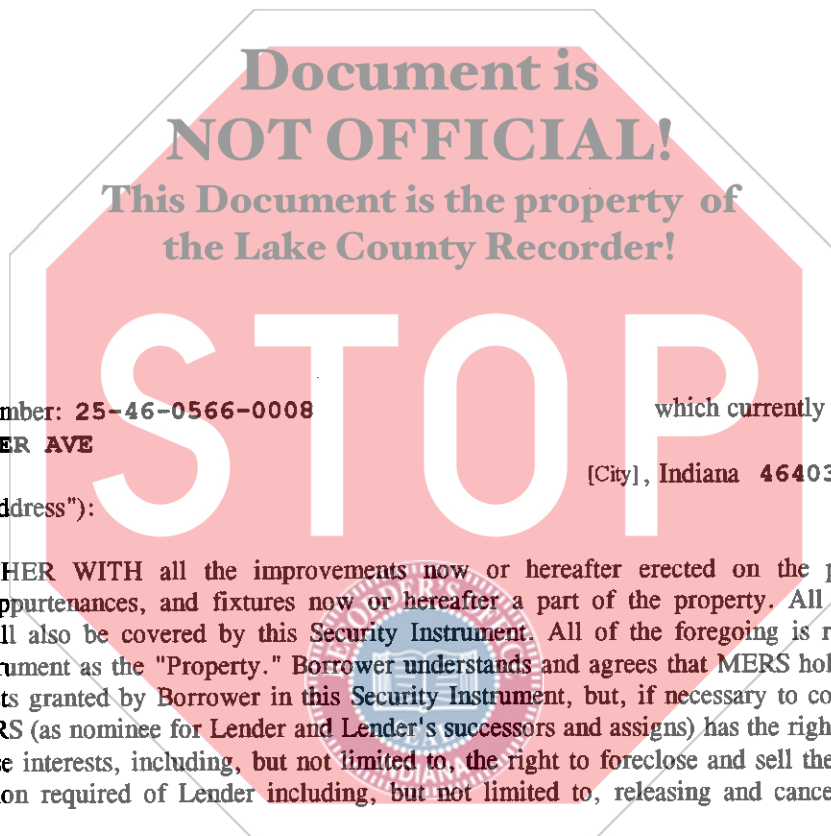 Document is
NOT OFFICIAL!
This Document is the property of
the Lake County Recorder!
STOP
mber: 25-46-0566-0008 which currently
ER AVE
[City], Indiana 46403
ddress"):
HER WITH all the improvements now or hereafter erected on the p
ppurtenances, and fixtures now or hereafter a part of the property. All
ll also be covered by this Security Instrument. All of the foregoing is r
rument as the "Property." Borrower understands and agrees that MERS hol
ts granted by Borrower in this Security Instrument, but, if necessary to co
RS (as nominee for Lender and Lender's successors and assigns) has the righ
e interests, including, but not limited to, the right to foreclose and sell the
on required of Lender including, but not limited to, releasing and cance
SEAL
INDIANA